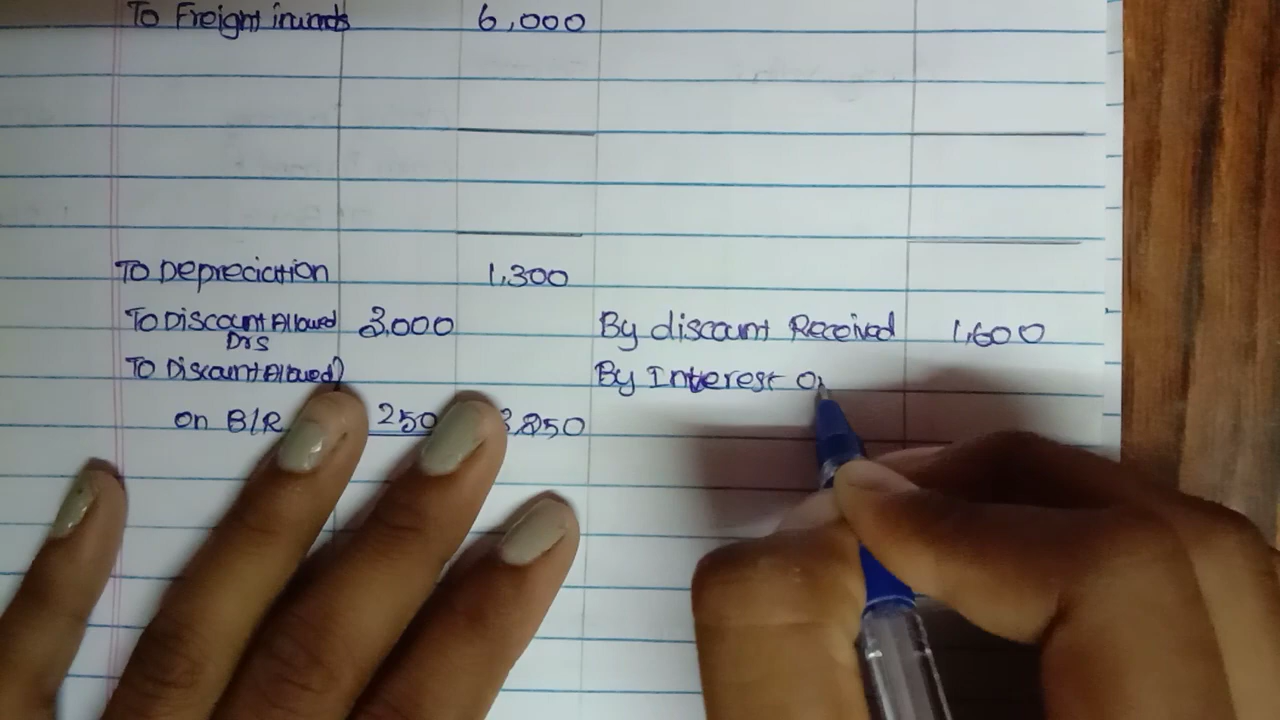 To Freight inwards 6,000
To Depreciation 1,300
To Discount Allowed 3,000 By discount Received 1,600
Drs
To Discount Allowed) By Interest on
on B/R 250 3,250